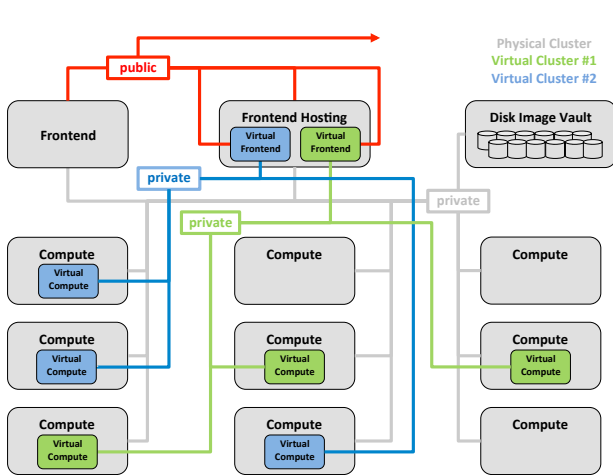 Physical Cluster
Virtual Cluster #1
Virtual Cluster #2
public
Frontend
Frontend Hosting
Disk Image Vault
Virtual
Frontend
Virtual
Frontend
private
private
private
Compute
Virtual
Compute
Compute
Compute
Compute
Virtual
Compute
Compute
Virtual
Compute
Compute
Virtual
Compute
Compute
Virtual
Compute
Compute
Virtual
Compute
Compute